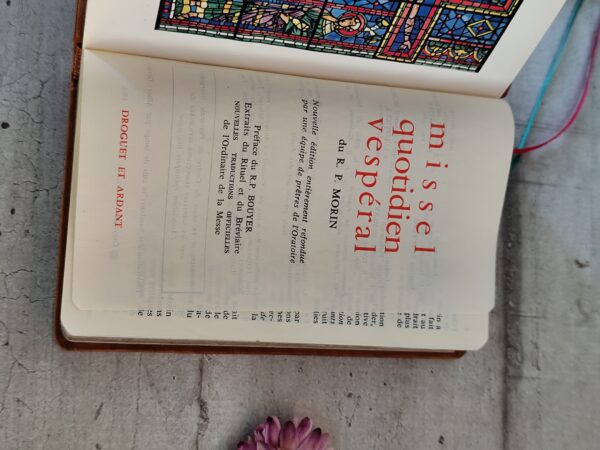 missel
quotidien
vespéral
du R. P. MORIN
Nouvelle édition entièrement refondue
par une équipe de prêtres de l'Oratoire
Préface du R. P. BOUYER
Extraits du Rituel et du Bréviaire
NOUVELLES TRADUCTIONS OFFICIELLES
de l'Ordinaire de la Messe
DROGUET ET ARDANT